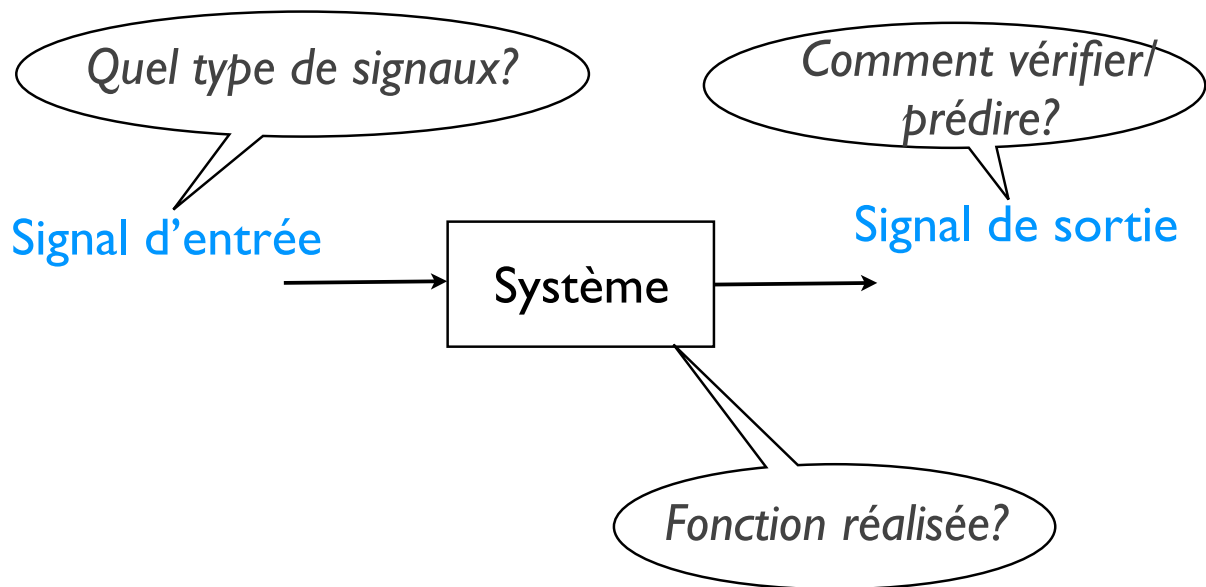 Quel type de signaux?
Comment vérifier/
prédire?
Signal d’entrée
Signal de sortie
Système
Fonction réalisée?